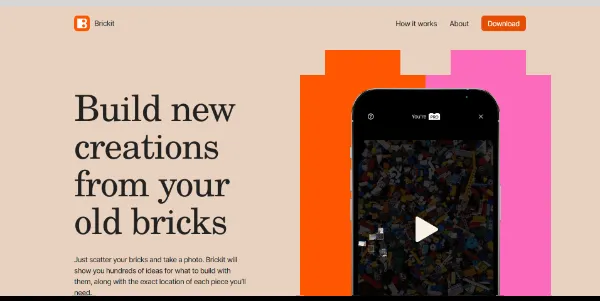 Brickit
How it works
About
Download
You're
Build new
creations
from your
old bricks
Just scatter your bricks and take a photo. Brickit will
show you hundreds of ideas for what to build with
them, along with the exact location of each piece you'll
need.